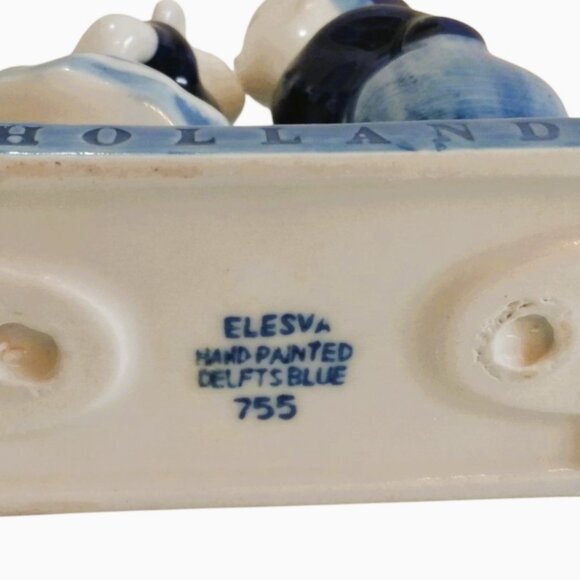 HOLLAND
ELESVA
HAND PAINTED
DELFTS BLUE
755